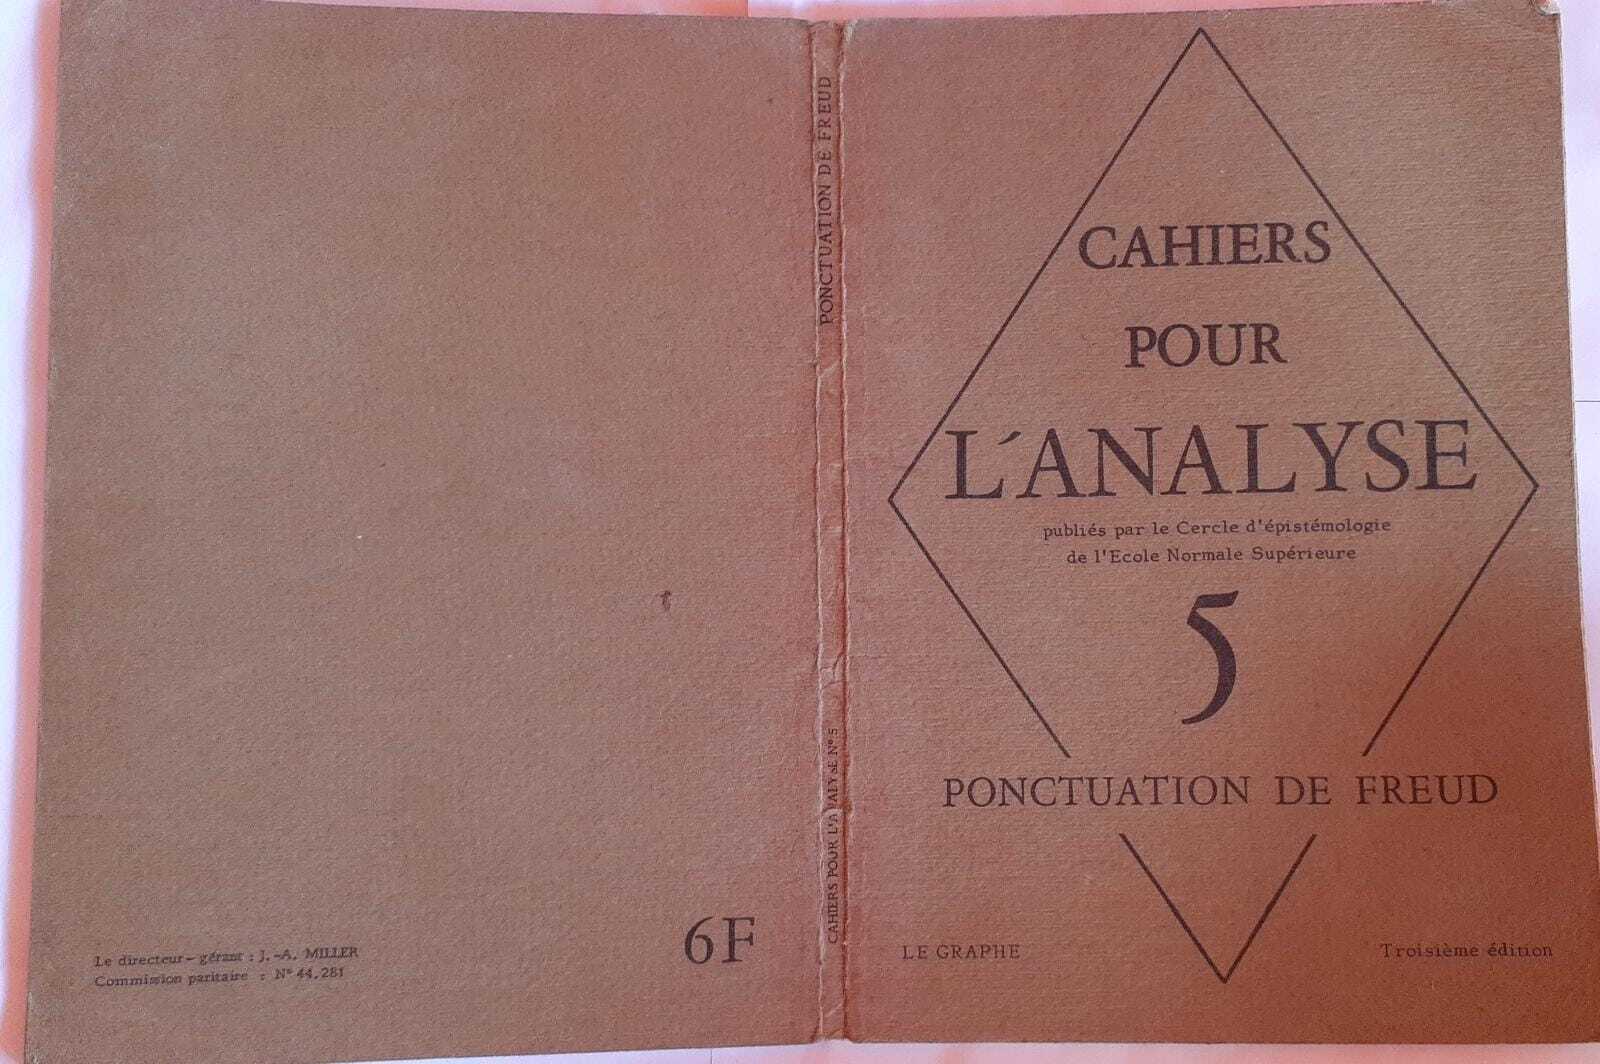 Le directeur-gérant : J.-A. MILLER
Commission paritaire : N° 44.281
6F
PONCTUATION DE FREUD
CAHIERS POUR L'ANALYSE N° 5
CAHIERS
POUR
L'ANALYSE
publiés par le Cercle d'épistémologie
de l'Ecole Normale Supérieure
5
PONCTUATION DE FREUD
LE GRAPHE
Troisième édition